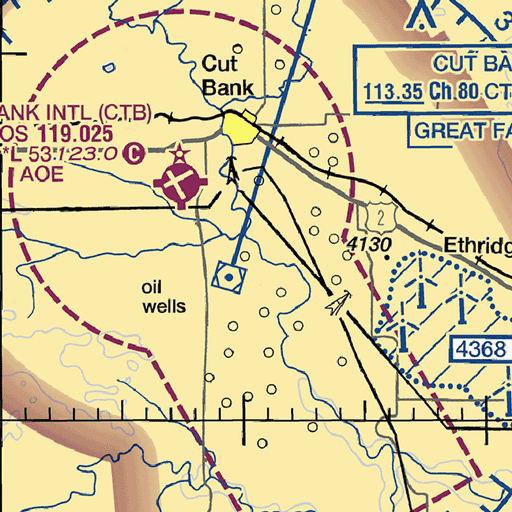 Cut
Bank
CUT BA
113.35 Ch 80 CT
GREAT FA
ANK INTL (CTB)
OS 119.025
*L 53 123.0 C
AOE
2
4130
Ethridg
oil
wells
4368